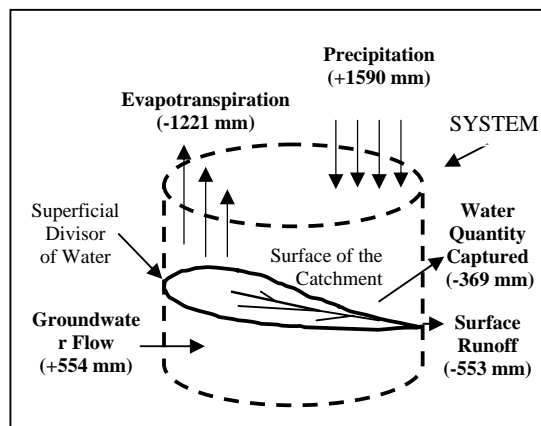 Precipitation
(+1590 mm)
Evapotranspiration
(-1221 mm)
SYSTEM
Superficial
Divisor
of Water
Surface of the
Catchment
Water
Quantity
Captured
(-369 mm)
Groundwate
r Flow
(+554 mm)
Surface
Runoff
(-553 mm)